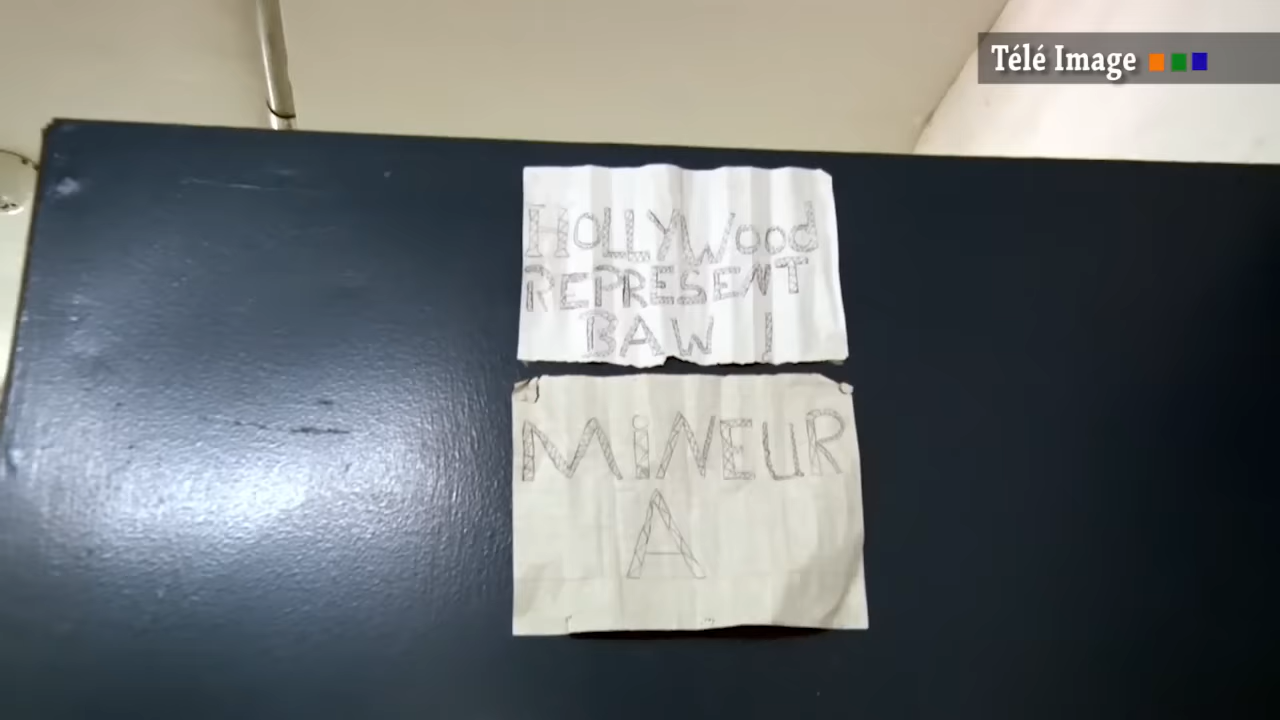 Télé Image
HOLLYWood
REPRESENT
BAW I
MiNEUR
A